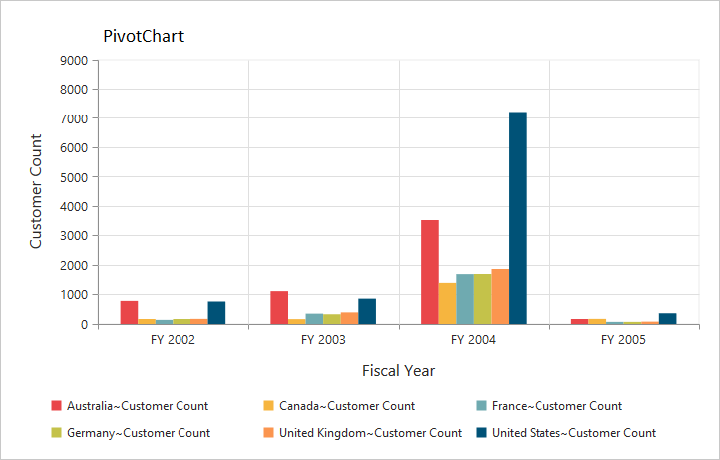 PivotChart
9000
8000
7000
6000
5000
4000
3000
2000
1000
0
Customer Count
FY 2002 FY 2003 FY 2004 FY 2005
Fiscal Year
Australia~Customer Count Canada~Customer Count France~Customer Count
Germany~Customer Count United Kingdom~Customer Count United States~Customer Count